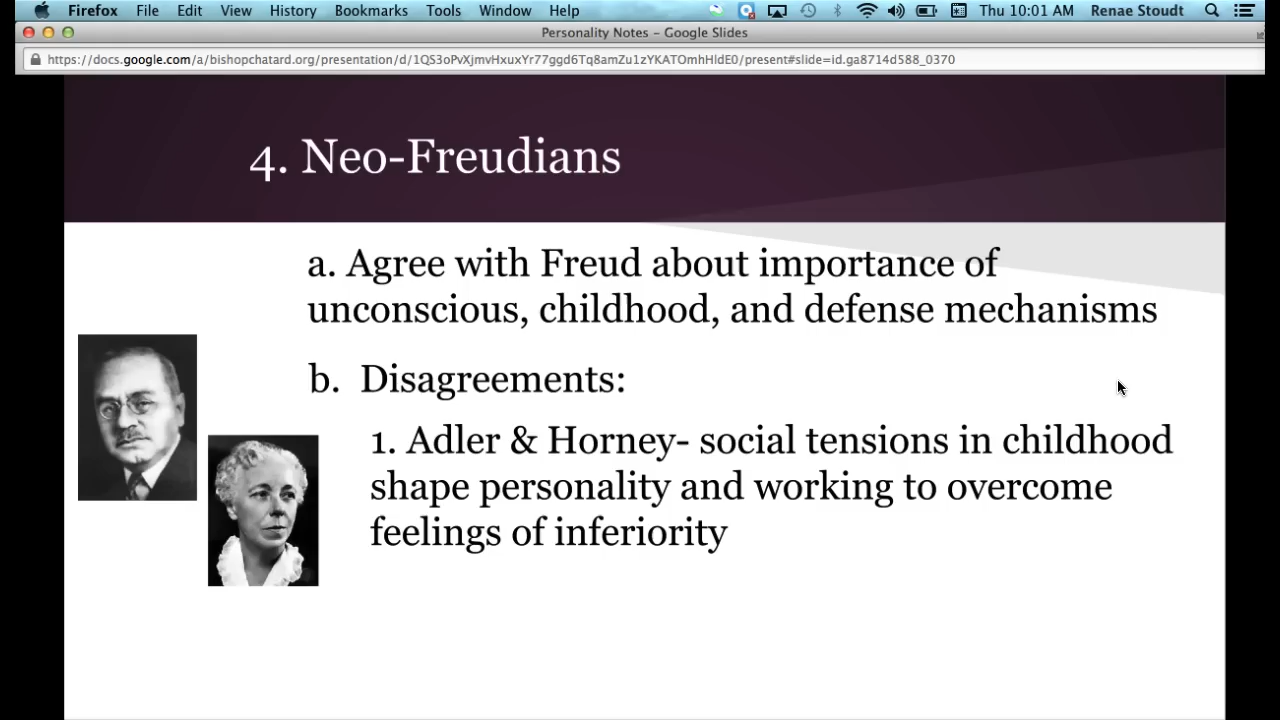 Firefox File Edit View History Bookmarks Tools Window Help Thu 10:01 AM Renae Stoudt
Personality Notes – Google Slides
https://docs.google.com/a/bishopchatard.org/presentation/d/1QS3oPvXjmvHxuxYr77ggd6Tq8amZu1zYKATOmhHIdE0/present#slide=id.ga8714d588_0370
4. Neo-Freudians
a. Agree with Freud about importance of
unconscious, childhood, and defense mechanisms
b. Disagreements:
1. Adler & Horney- social tensions in childhood
shape personality and working to overcome
feelings of inferiority